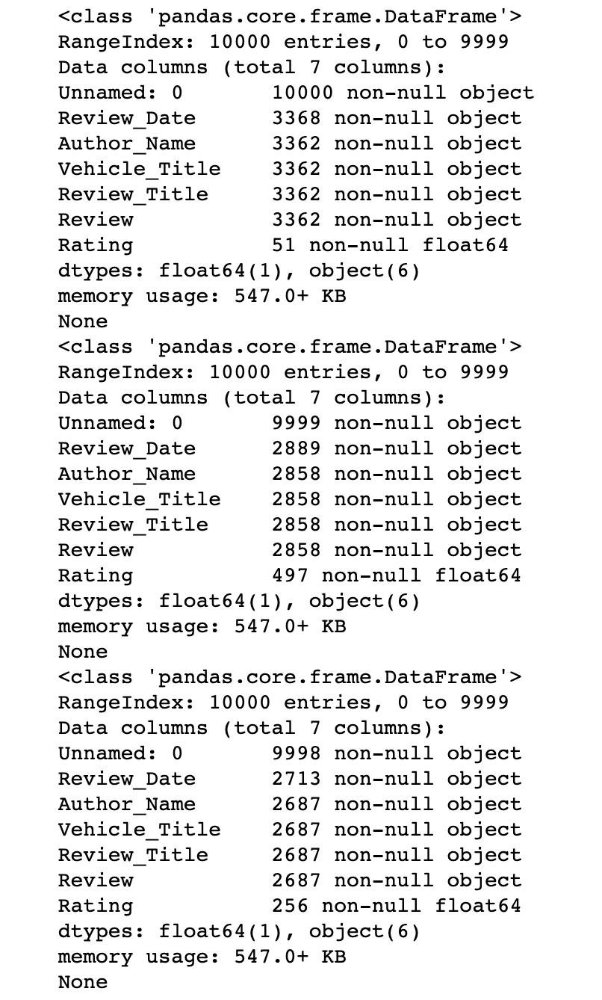 <class 'pandas.core.frame.DataFrame'>
RangeIndex: 10000 entries, 0 to 9999
Data columns (total 7 columns):
Unnamed: 0       10000 non-null object
Review_Date      3368 non-null object
Author_Name      3362 non-null object
Vehicle_Title    3362 non-null object
Review_Title     3362 non-null object
Review           3362 non-null object
Rating           51 non-null float64
dtypes: float64(1), object(6)
memory usage: 547.0+ KB
None
<class 'pandas.core.frame.DataFrame'>
RangeIndex: 10000 entries, 0 to 9999
Data columns (total 7 columns):
Unnamed: 0       9999 non-null object
Review_Date      2889 non-null object
Author_Name      2858 non-null object
Vehicle_Title    2858 non-null object
Review_Title     2858 non-null object
Review           2858 non-null object
Rating           497 non-null float64
dtypes: float64(1), object(6)
memory usage: 547.0+ KB
None
<class 'pandas.core.frame.DataFrame'>
RangeIndex: 10000 entries, 0 to 9999
Data columns (total 7 columns):
Unnamed: 0       9998 non-null object
Review_Date      2713 non-null object
Author_Name      2687 non-null object
Vehicle_Title    2687 non-null object
Review_Title     2687 non-null object
Review           2687 non-null object
Rating           256 non-null float64
dtypes: float64(1), object(6)
memory usage: 547.0+ KB
None